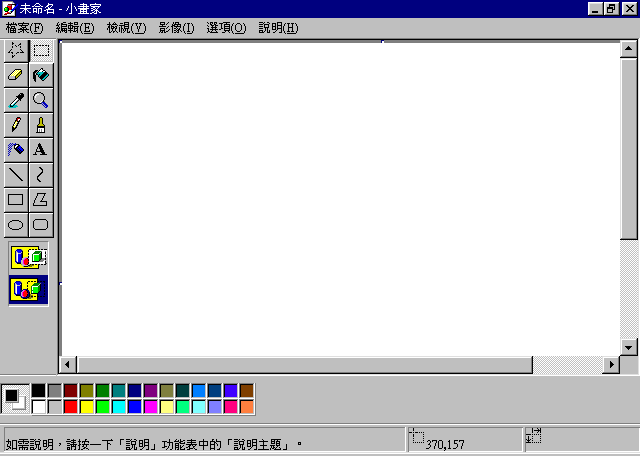 未命名 - 小畫家
檔案(F) 編輯(E) 檢視(V) 影像(I) 選項(O) 說明(H)
A
如需說明，請按一下「說明」功能表中的「說明主題」。 370,157